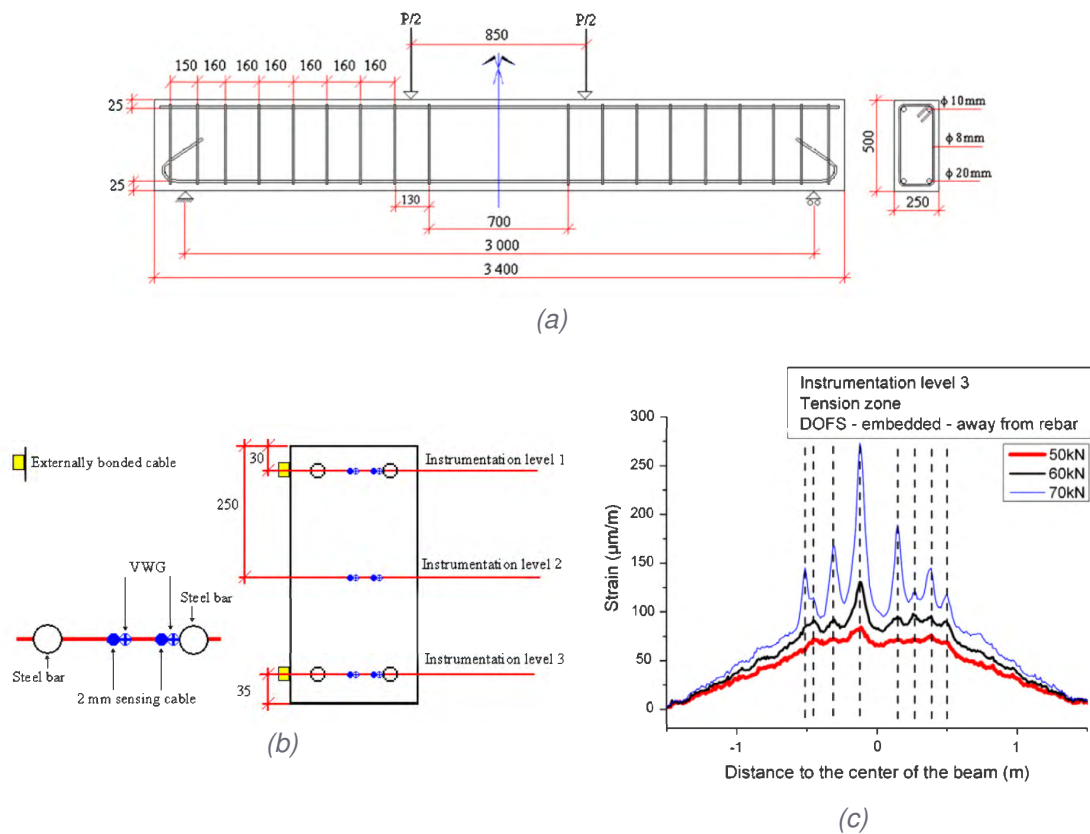 P/2 P/2
850
150 160 160 160 160 160 160
25
ϕ 10mm
500
ϕ 8mm
25
ϕ 20mm
130
250
700
3 000
3 400
(a)
Externally bonded cable
30
Instrumentation level 1
250
Instrumentation level 2
VWG
Steel bar
Steel bar
2 mm sensing cable
35
Instrumentation level 3
(b)
Instrumentation level 3
Tension zone
DOFS - embedded - away from rebar
50kN
60kN
70kN
300
250
200
150
100
50
0
Strain (µm/m)
-1 0 1
Distance to the center of the beam (m)
(c)